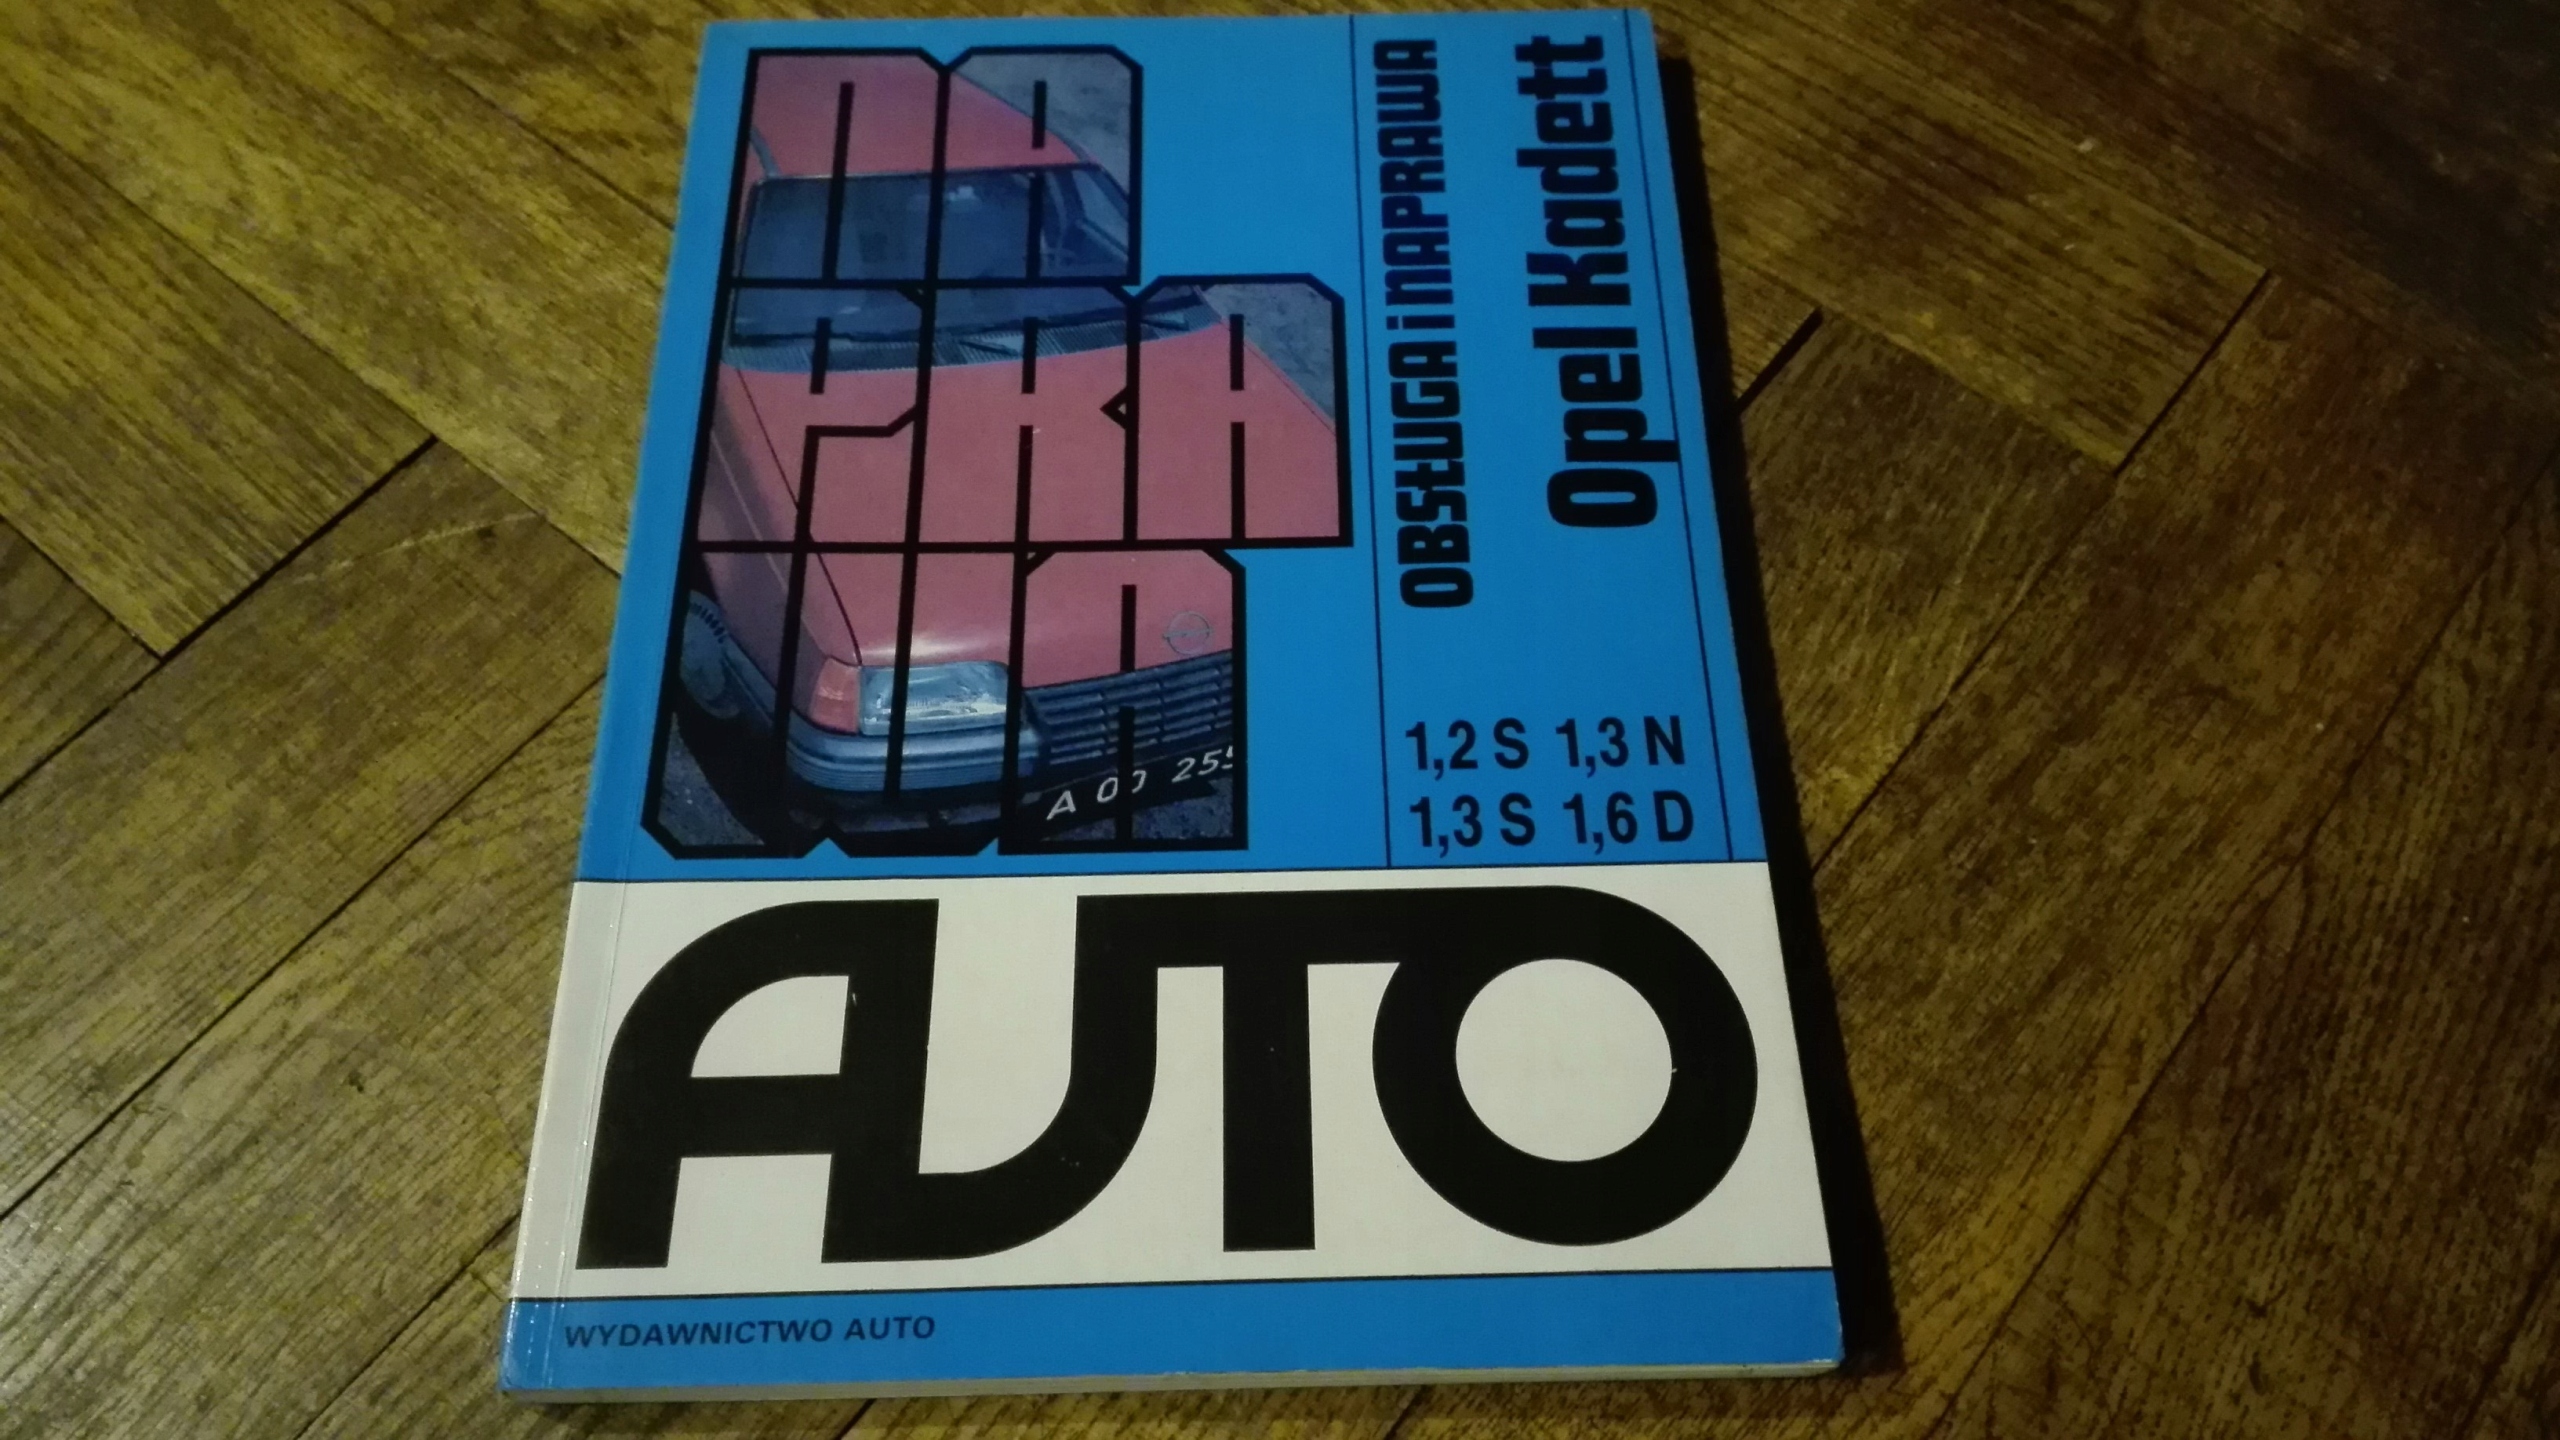 NA
PRA
WA
OBSŁUGA i NAPRAWA
Opel Kadett
1,2 S 1,3 N
1,3 S 1,6 D
A 00 255
AUTO
WYDAWNICTWO AUTO